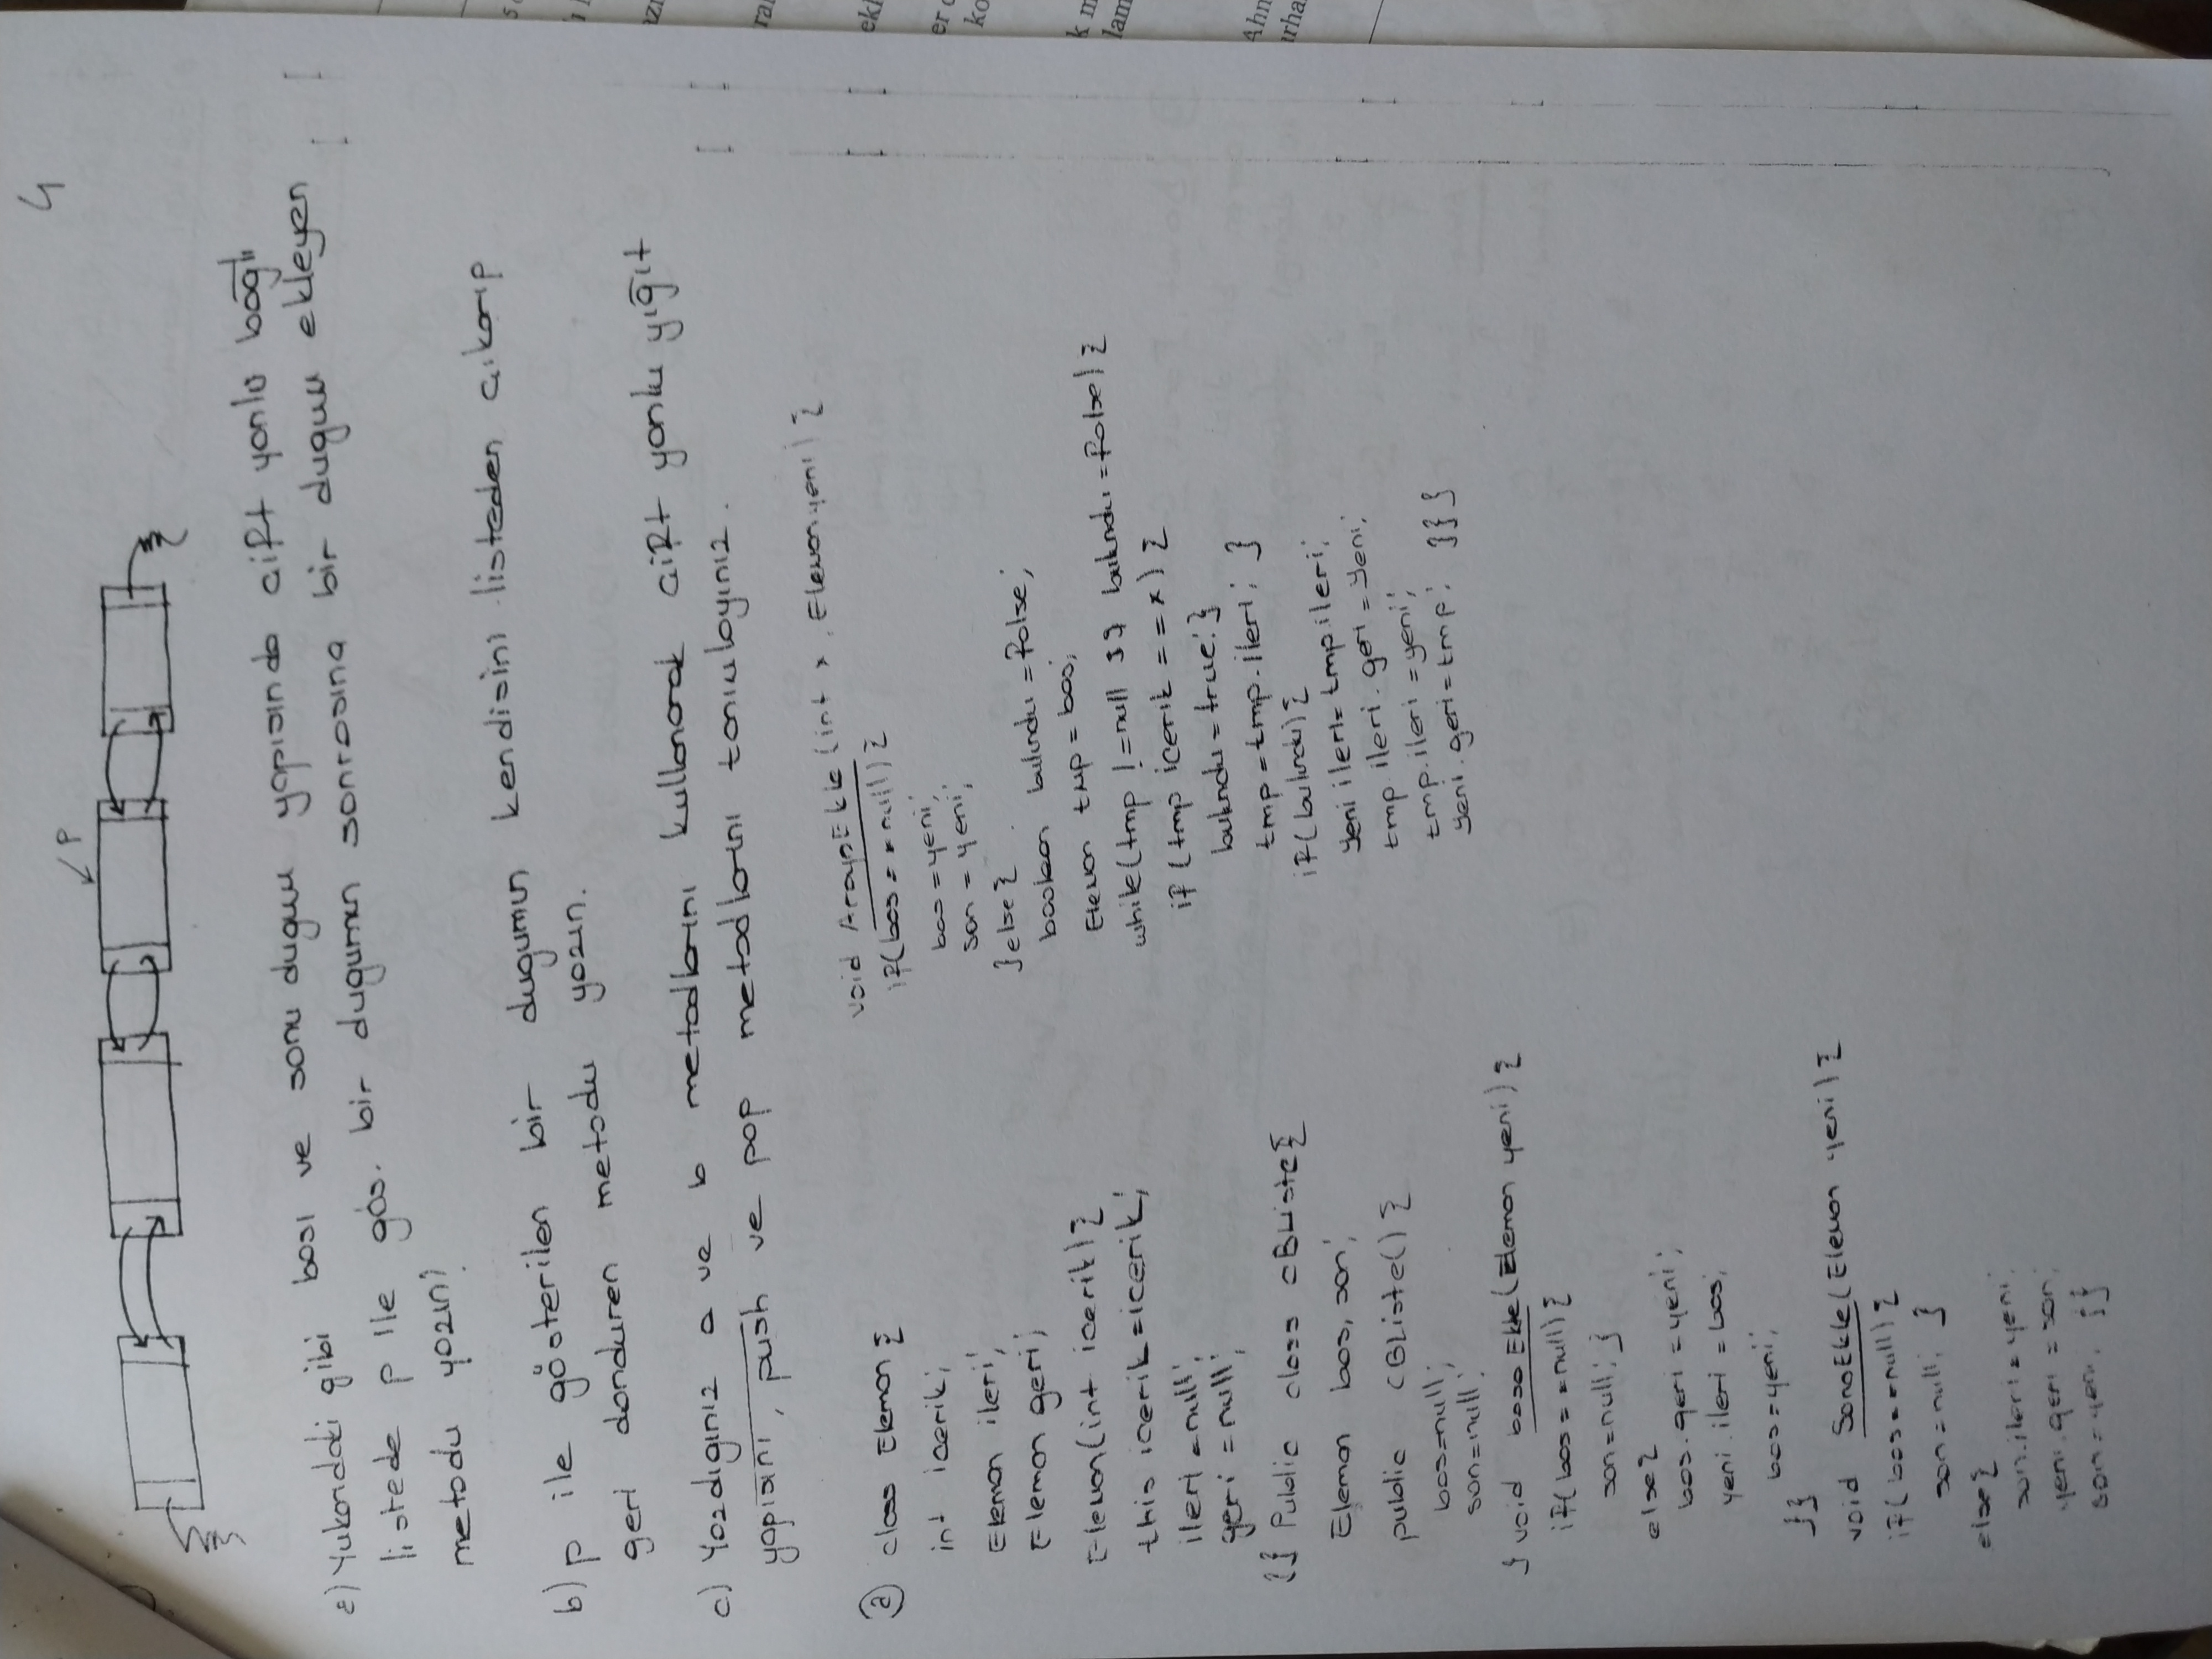 4
P
a) Yukarıdaki gibi bası ve sonu dugum yapısında cift yonlu bağlı
listede p ile gös. bir dugumun sonrasına bir dugum ekleyen
metodu yazın?
b) p ile gösterilen bir dugumun kendisini listeden cıkarıp
geri donduren metodu yazın.
c) Yazdıgınız a ve b metodlarını kullanarak cift yonlu yığıt
yapısını, push ve pop metodlarını tanımlayınız.
a) class Eleman {
int icerik;
Eleman ileri;
Eleman geri;
Eleman(int icerik) {
this icerik=icerik;
ileri =null;
geri =null;
}} Public class CBListe{
Eleman bas, son;
public CBListe() {
bas=null;
son=null;
} void basaEkle(Eleman yeni) {
if(bas==null) {
son=null; }
else{
bas.geri =yeni;
yeni.ileri =bas;
bas=yeni;
}}
void SonaEkle(Eleman yeni) {
if(bas==null) {
son=null; }
else{
son.ileri=yeni;
yeni.geri =son;
son=yeni; }}
void ArayaEkle (int x, Eleman yeni) {
if(bas==null) {
bas=yeni;
son =yeni;
}else{
boolean bulundu =false;
Eleman tmp =bas;
while(tmp !=null && bulundu =false) {
if (tmp icerik ==x) {
bulundu=true; }
tmp=tmp.ileri; }
if(bulundu) {
yeni ileri=tmp ileri;
tmp ileri.geri =yeni;
tmp.ileri =yeni;
yeni.geri=tmp; }}}